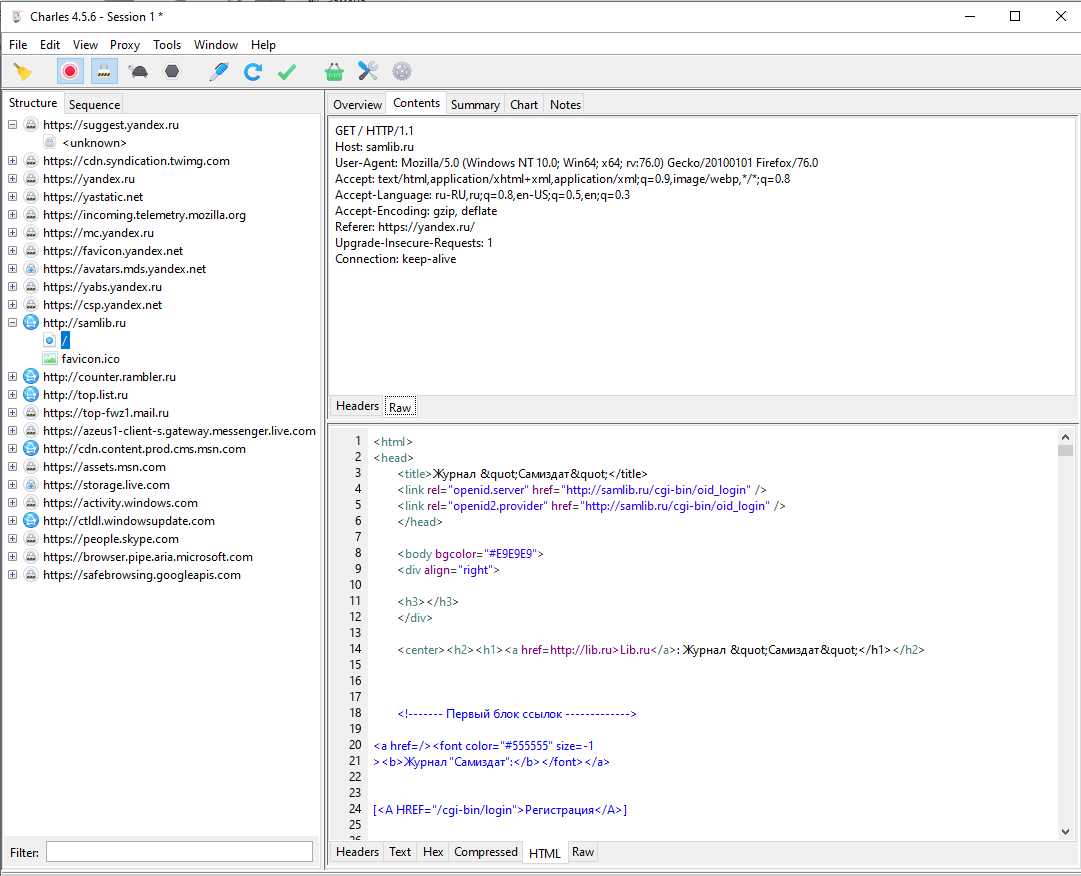 Charles 4.5.6 - Session 1 *
File Edit View Proxy Tools Window Help
Structure Sequence
https://suggest.yandex.ru
<unknown>
https://cdn.syndication.twimg.com
https://yandex.ru
https://yastatic.net
https://incoming.telemetry.mozilla.org
https://mc.yandex.ru
https://favicon.yandex.net
https://avatars.mds.yandex.net
https://yabs.yandex.ru
https://csp.yandex.net
http://samlib.ru
/
favicon.ico
http://counter.rambler.ru
http://top.list.ru
https://top-fwz1.mail.ru
https://azeus1-client-s.gateway.messenger.live.com
http://cdn.content.prod.cms.msn.com
https://assets.msn.com
https://storage.live.com
https://activity.windows.com
http://ctldl.windowsupdate.com
https://people.skype.com
https://browser.pipe.aria.microsoft.com
https://safebrowsing.googleapis.com
Filter:
Overview Contents Summary Chart Notes
GET / HTTP/1.1
Host: samlib.ru
User-Agent: Mozilla/5.0 (Windows NT 10.0; Win64; x64; rv:76.0) Gecko/20100101 Firefox/76.0
Accept: text/html,application/xhtml+xml,application/xml;q=0.9,image/webp,*/*;q=0.8
Accept-Language: ru-RU,ru;q=0.8,en-US;q=0.5,en;q=0.3
Accept-Encoding: gzip, deflate
Referer: https://yandex.ru/
Upgrade-Insecure-Requests: 1
Connection: keep-alive
Headers Raw
1 <html>
2 <head>
3 <title>Журнал &quot;Самиздат&quot;</title>
4 <link rel="openid.server" href="http://samlib.ru/cgi-bin/oid_login" />
5 <link rel="openid2.provider" href="http://samlib.ru/cgi-bin/oid_login" />
6 </head>
7
8 <body bgcolor="#E9E9E9">
9 <div align="right">
10
11 <h3></h3>
12 </div>
13
14 <center><h2><h1><a href=http://lib.ru>Lib.ru</a>: Журнал &quot;Самиздат&quot;</h1></h2>
15
16
17
18 <!------- Первый блок ссылок ------------->
19
20 <a href=/><font color="#555555" size=-1
21 ><b>Журнал "Самиздат":</b></font></a>
22
23
24 [<A HREF="/cgi-bin/login">Регистрация</A>]
25
Headers Text Hex Compressed HTML Raw